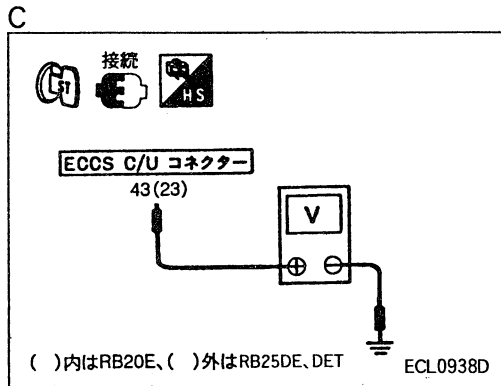 C
接続
ST
H S
ECCS C/U コネクター
43(23)
V
⊕ ⊖
( )内はRB20E、( )外はRB25DE、DET
ECL0938D